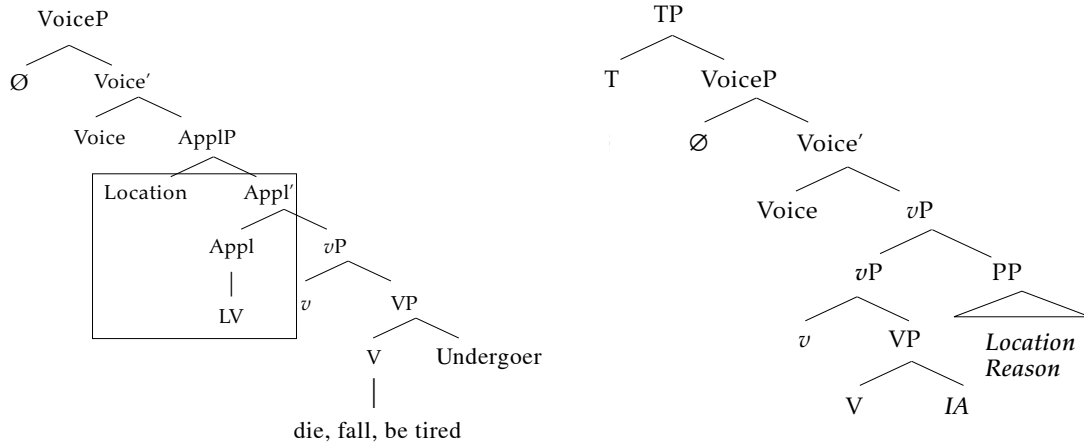 VoiceP
Ø
Voice′
Voice
ApplP
Location
Appl′
Appl
vP
LV
v
VP
V
Undergoer
die, fall, be tired
TP
T
VoiceP
∅
Voice′
Voice
vP
vP
PP
v
VP
Location
Reason
V
IA